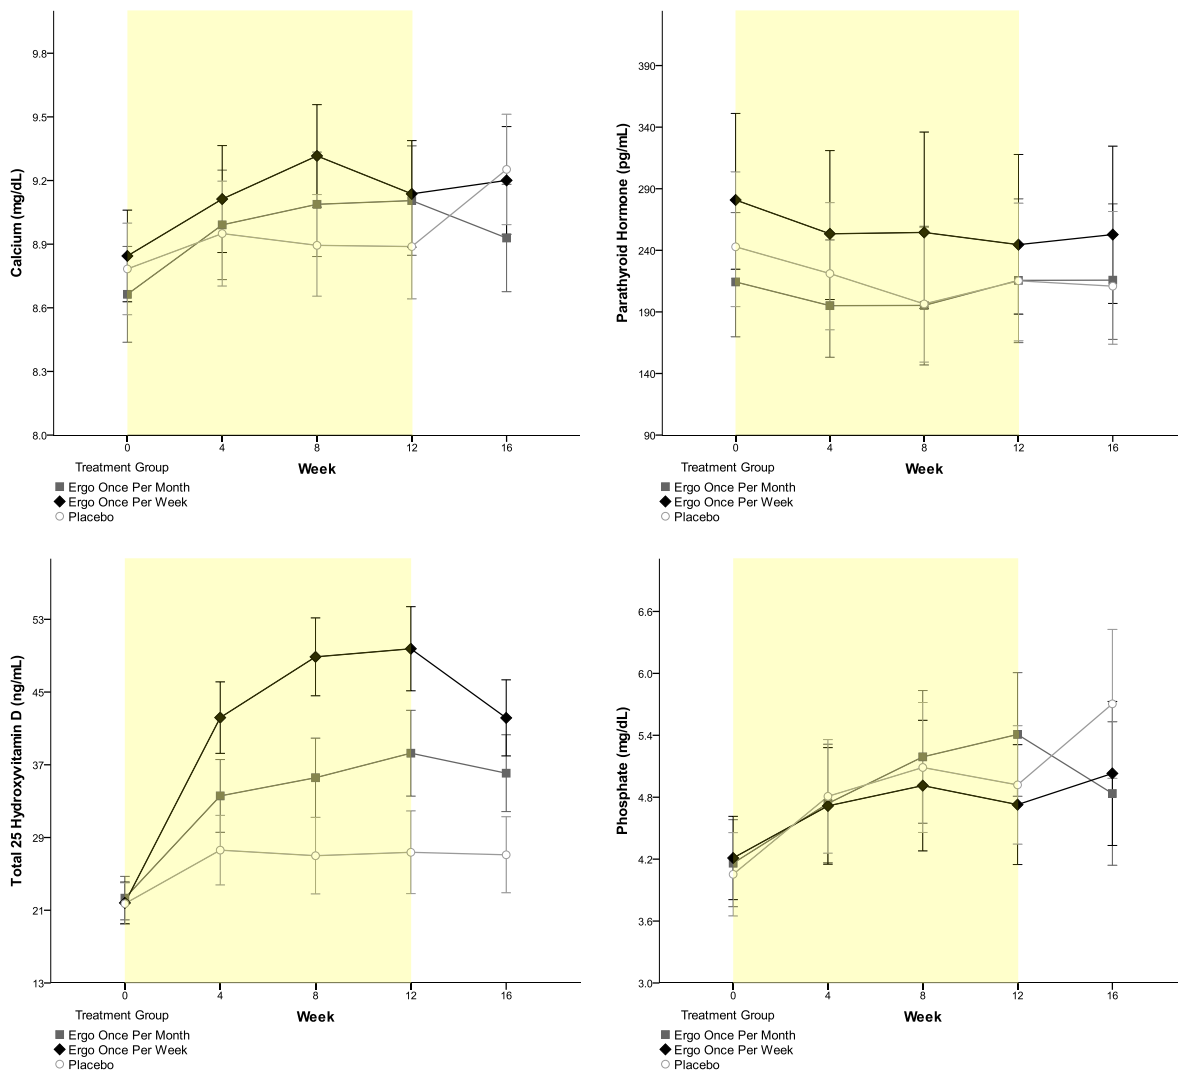 Calcium (mg/dL)
9.8
9.5
9.2
8.9
8.6
8.3
8.0
0 4 8 12 16
Treatment Group
Week
Ergo Once Per Month
Ergo Once Per Week
Placebo
Parathyroid Hormone (pg/mL)
390
340
290
240
190
140
90
0 4 8 12 16
Treatment Group
Week
Ergo Once Per Month
Ergo Once Per Week
Placebo
Total 25 Hydroxyvitamin D (ng/mL)
53
45
37
29
21
13
0 4 8 12 16
Treatment Group
Week
Ergo Once Per Month
Ergo Once Per Week
Placebo
Phosphate (mg/dL)
6.6
6.0
5.4
4.8
4.2
3.6
3.0
0 4 8 12 16
Treatment Group
Week
Ergo Once Per Month
Ergo Once Per Week
Placebo